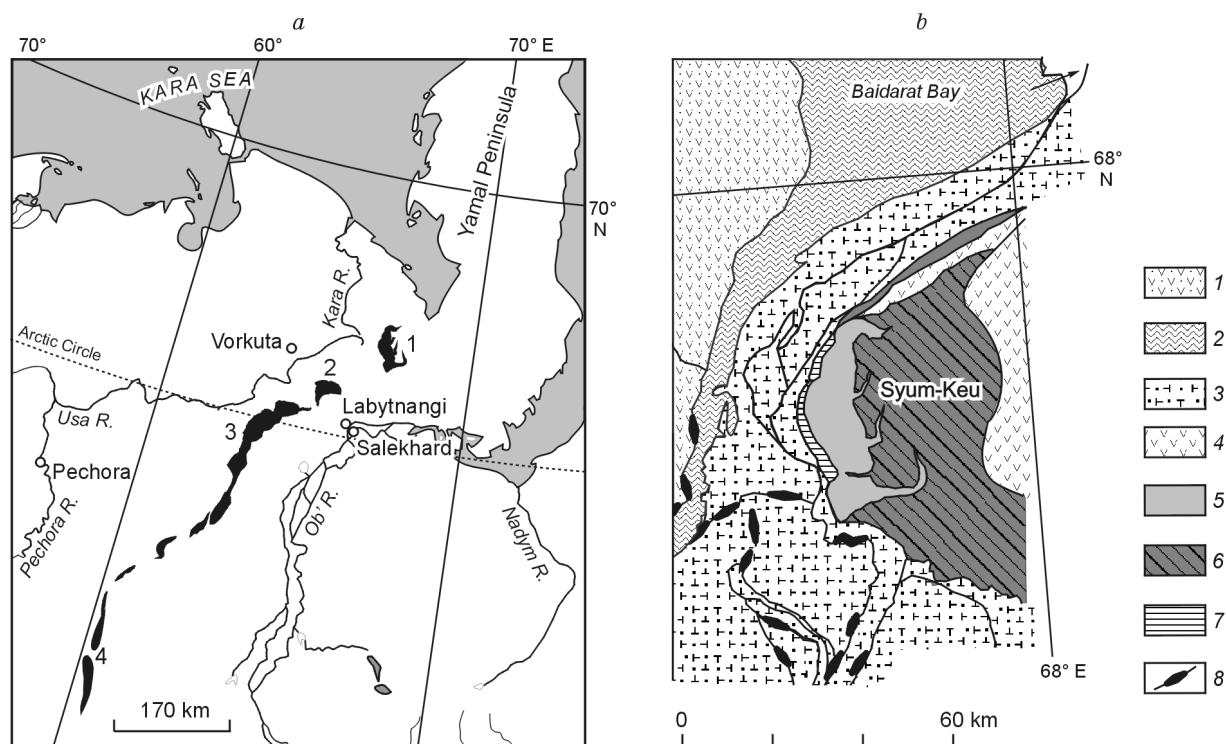 a
b
70°
60°
70° E
KARA SEA
Yamal Peninsula
Baidarat Bay
68°
N
70°
N
Kara R.
Arctic Circle
Vorkuta
1
2
Labytnangi
Usa R.
3
Salekhard
Pechora
Pechora R.
Ob' R.
Nadym R.
4
170 km
Syum-Keu
68° E
0
60 km
1
2
3
4
5
6
7
8